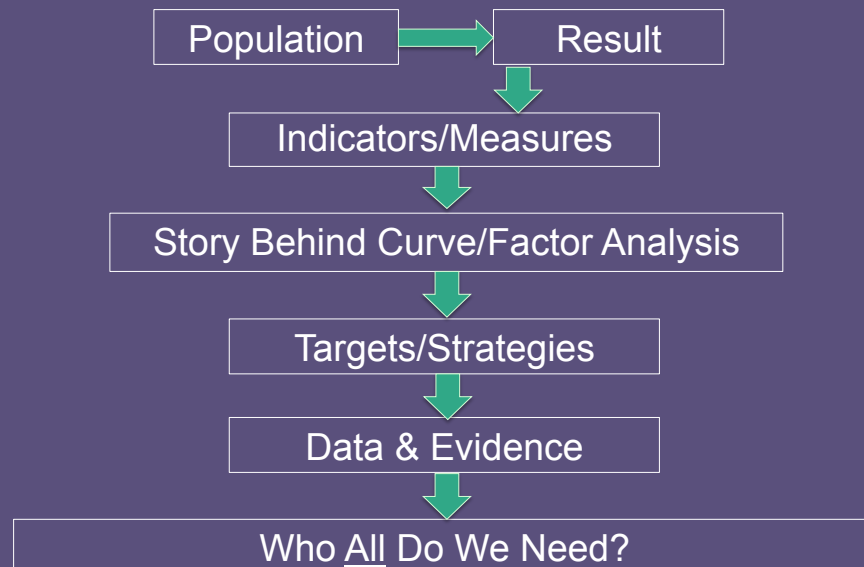 Population
Result
Indicators/Measures
Story Behind Curve/Factor Analysis
Targets/Strategies
Data & Evidence
Who All Do We Need?